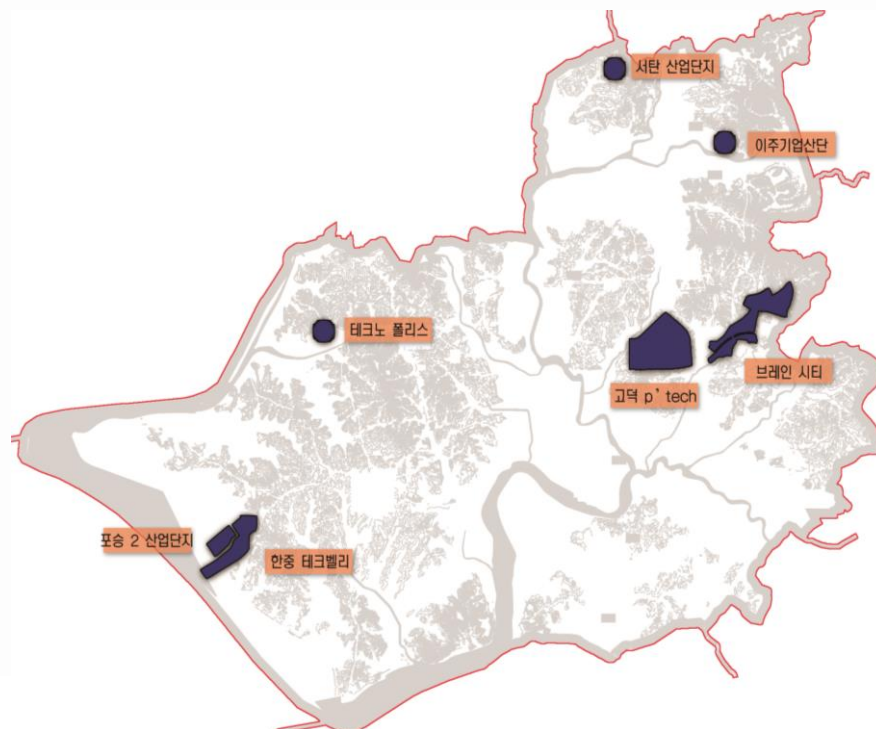 서탄 산업단지
이주기업산단
테크노 폴리스
브레인 시티
고덕 p’ tech
포승 2 산업단지
한중 테크벨리